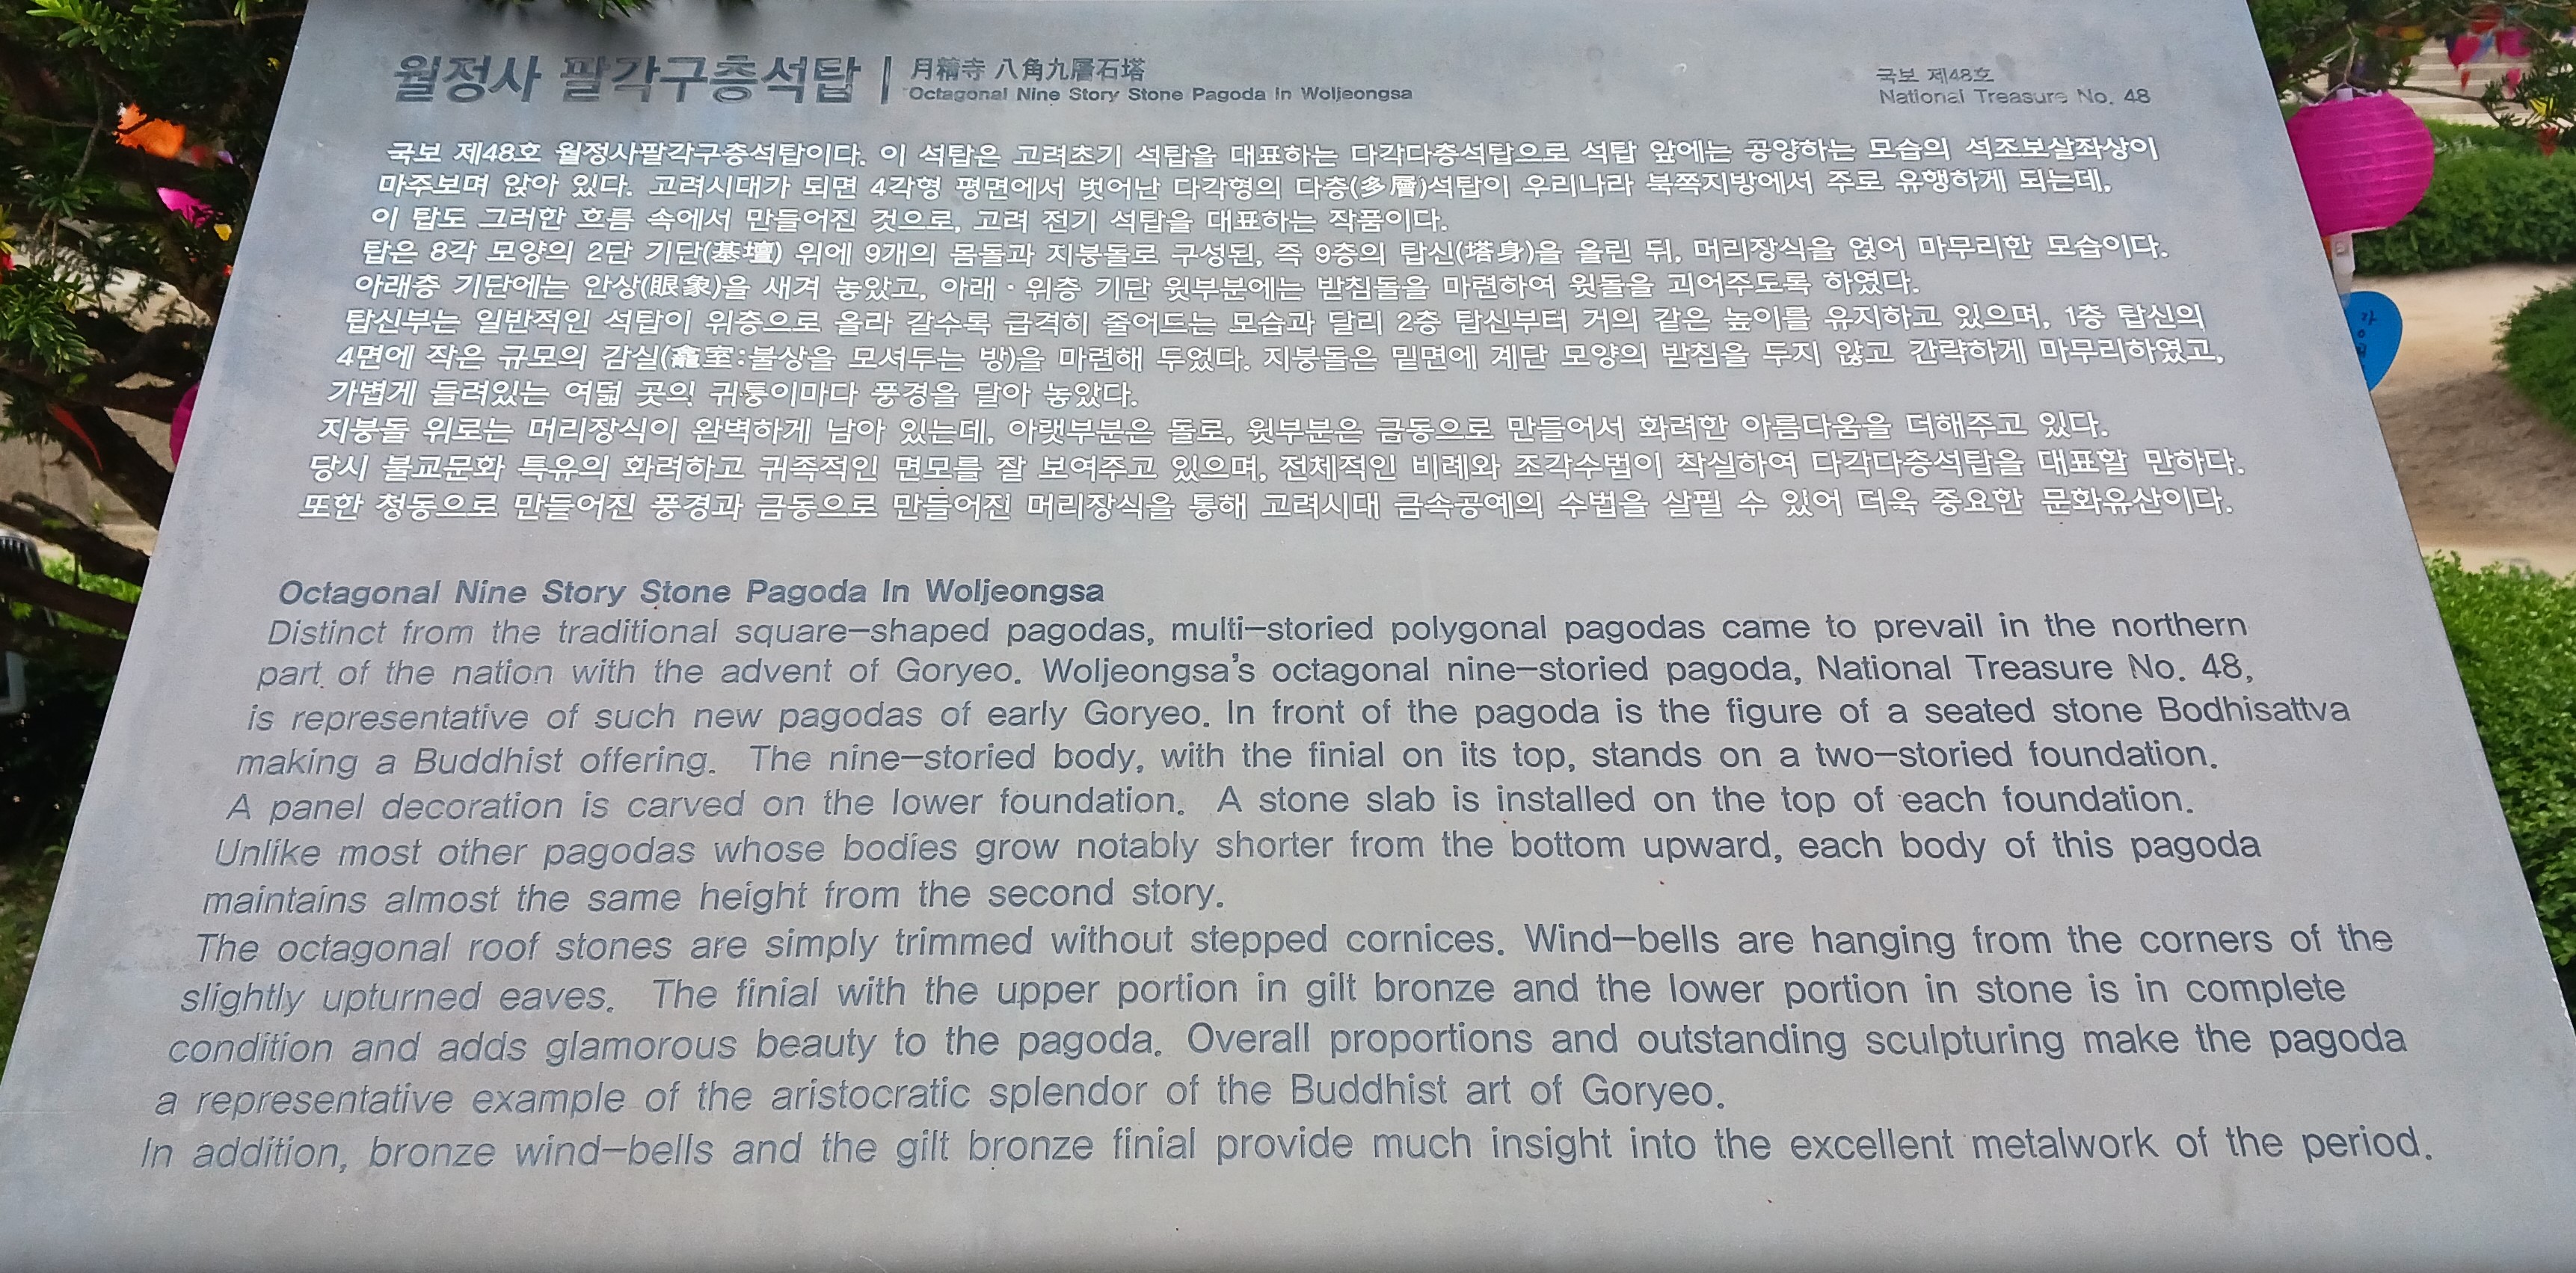 월정사 팔각구층석탑 | 月精寺 八角九層石塔
Octagonal Nine Story Stone Pagoda In Woljeongsa
국보 제48호
National Treasure No. 48
국보 제48호 월정사팔각구층석탑이다. 이 석탑은 고려초기 석탑을 대표하는 다각다층석탑으로 석탑 앞에는 공양하는 모습의 석조보살좌상이
마주보며 앉아 있다. 고려시대가 되면 4각형 평면에서 벗어난 다각형의 다층(多層)석탑이 우리나라 북쪽지방에서 주로 유행하게 되는데,
이 탑도 그러한 흐름 속에서 만들어진 것으로, 고려 전기 석탑을 대표하는 작품이다.
탑은 8각 모양의 2단 기단(基壇) 위에 9개의 몸돌과 지붕돌로 구성된, 즉 9층의 탑신(塔身)을 올린 뒤, 머리장식을 얹어 마무리한 모습이다.
아래층 기단에는 안상(眼象)을 새겨 놓았고, 아래 · 위층 기단 윗부분에는 받침돌을 마련하여 윗돌을 괴어주도록 하였다.
탑신부는 일반적인 석탑이 위층으로 올라 갈수록 급격히 줄어드는 모습과 달리 2층 탑신부터 거의 같은 높이를 유지하고 있으며, 1층 탑신의
4면에 작은 규모의 감실(龕室:불상을 모셔두는 방)을 마련해 두었다. 지붕돌은 밑면에 계단 모양의 받침을 두지 않고 간략하게 마무리하였고,
가볍게 들려있는 여덟 곳의 귀퉁이마다 풍경을 달아 놓았다.
지붕돌 위로는 머리장식이 완벽하게 남아 있는데, 아랫부분은 돌로, 윗부분은 금동으로 만들어서 화려한 아름다움을 더해주고 있다.
당시 불교문화 특유의 화려하고 귀족적인 면모를 잘 보여주고 있으며, 전체적인 비례와 조각수법이 착실하여 다각다층석탑을 대표할 만하다.
또한 청동으로 만들어진 풍경과 금동으로 만들어진 머리장식을 통해 고려시대 금속공예의 수법을 살필 수 있어 더욱 중요한 문화유산이다.
Octagonal Nine Story Stone Pagoda In Woljeongsa
Distinct from the traditional square–shaped pagodas, multi–storied polygonal pagodas came to prevail in the northern
part of the nation with the advent of Goryeo. Woljeongsa's octagonal nine–storied pagoda, National Treasure No. 48,
is representative of such new pagodas of early Goryeo. In front of the pagoda is the figure of a seated stone Bodhisattva
making a Buddhist offering. The nine–storied body, with the finial on its top, stands on a two–storied foundation.
A panel decoration is carved on the lower foundation. A stone slab is installed on the top of each foundation.
Unlike most other pagodas whose bodies grow notably shorter from the bottom upward, each body of this pagoda
maintains almost the same height from the second story.
The octagonal roof stones are simply trimmed without stepped cornices. Wind–bells are hanging from the corners of the
slightly upturned eaves. The finial with the upper portion in gilt bronze and the lower portion in stone is in complete
condition and adds glamorous beauty to the pagoda. Overall proportions and outstanding sculpturing make the pagoda
a representative example of the aristocratic splendor of the Buddhist art of Goryeo.
In addition, bronze wind–bells and the gilt bronze finial provide much insight into the excellent metalwork of the period.